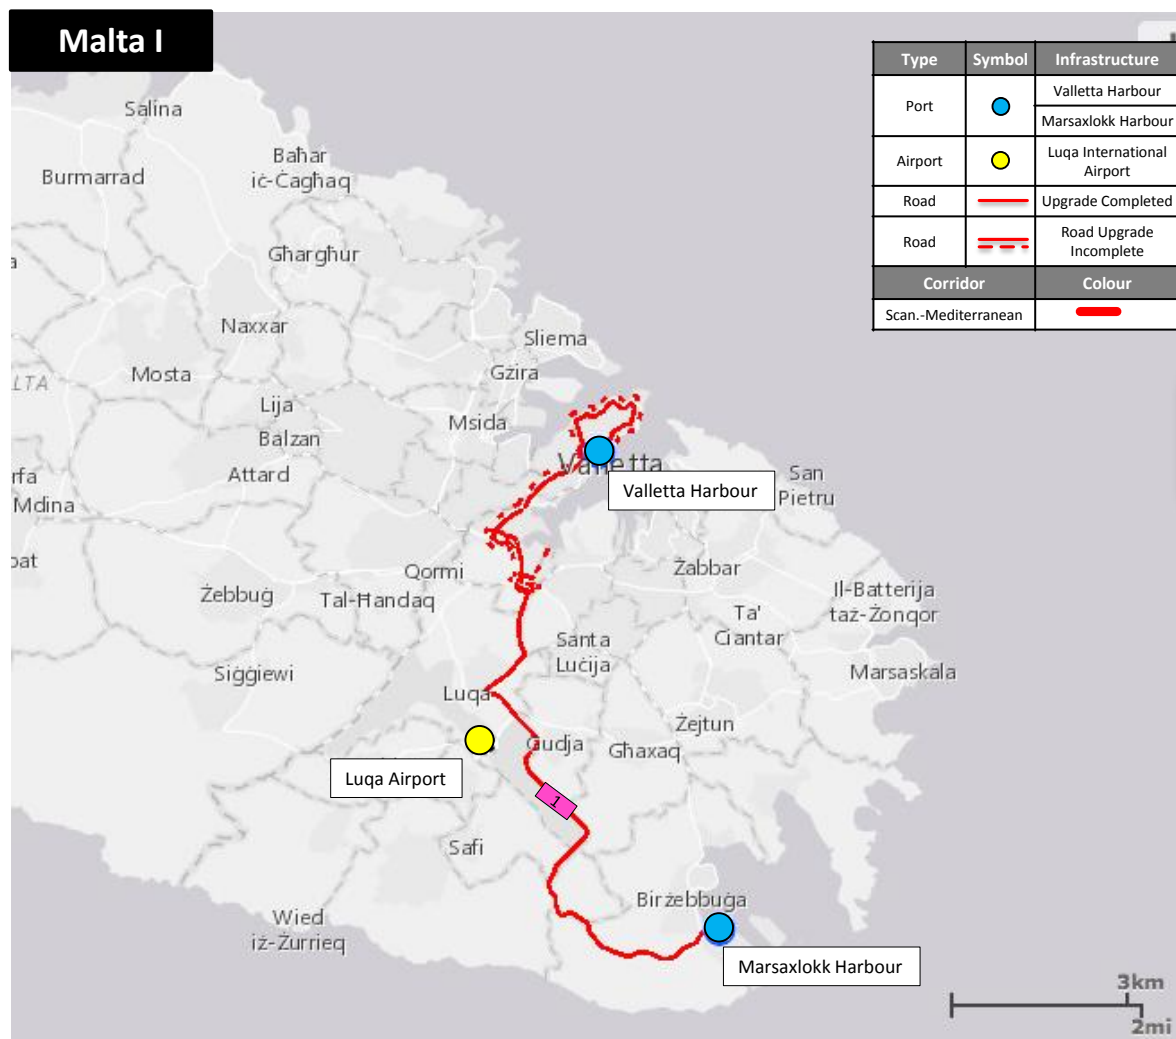 Malta I
Type Symbol Infrastructure
Port
Valletta Harbour
Marsaxlokk Harbour
Airport
Luqa International
Airport
Road
Upgrade Completed
Road
Road Upgrade
Incomplete
Corridor Colour
Scan.-Mediterranean
Salina
Burmarrad
Baħar
iċ-Ċagħaq
Għargħur
Naxxar
Sliema
Gżira
Mosta
LTA
Lija
Balzan
Msida
Attard
Valletta
San
Pietru
Valletta Harbour
rfa
Mdina
bat
Qormi
Żabbar
Żebbuġ
Tal-Ħandaq
Il-Batterija
taż-Żonqor
Ta'
Ċiantar
Santa
Luċija
Siġġiewi
Marsaskala
Luqa
Żejtun
Gudja
Għaxaq
Luqa Airport
1
Safi
Birżebbuġa
Wied
iż-Żurrieq
Marsaxlokk Harbour
3km
2mi